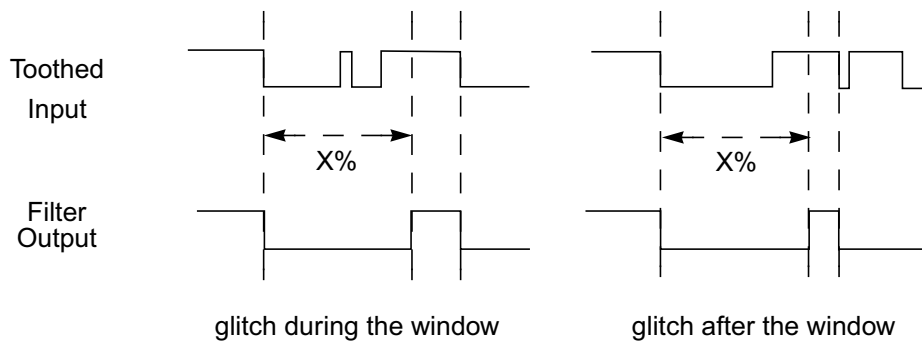 Toothed
Input
X%
X%
Filter
Output
glitch during the window
glitch after the window